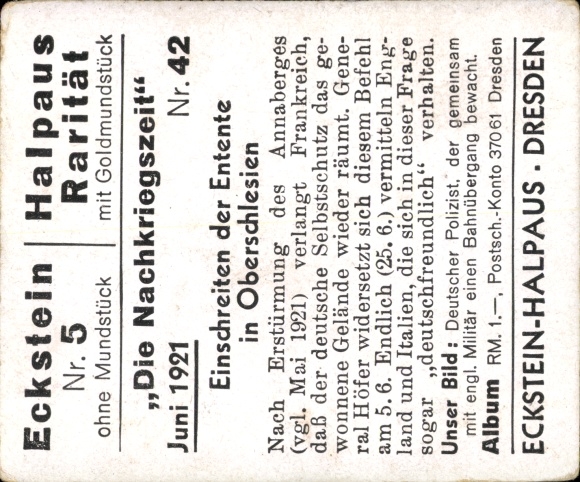 Eckstein
Nr. 5
ohne Mundstück
Halpaus
Rarität
mit Goldmundstück
„Die Nachkriegszeit“
Juni 1921 Nr. 42
Einschreiten der Entente
in Oberschlesien
Nach Erstürmung des Annaberges
(vgl. Mai 1921) verlangt Frankreich,
daß der deutsche Selbstschutz das ge-
wonnene Gelände wieder räumt. Gene-
ral Höfer widersetzt sich diesem Befehl
am 5. 6. Endlich (25. 6.) vermitteln Eng-
land und Italien, die sich in dieser Frage
sogar „deutschfreundlich“ verhalten.
Unser Bild: Deutscher Polizist, der gemeinsam
mit engl. Militär einen Bahnübergang bewacht.
Album RM. 1.—, Postsch.-Konto 37061 Dresden
ECKSTEIN-HALPAUS · DRESDEN